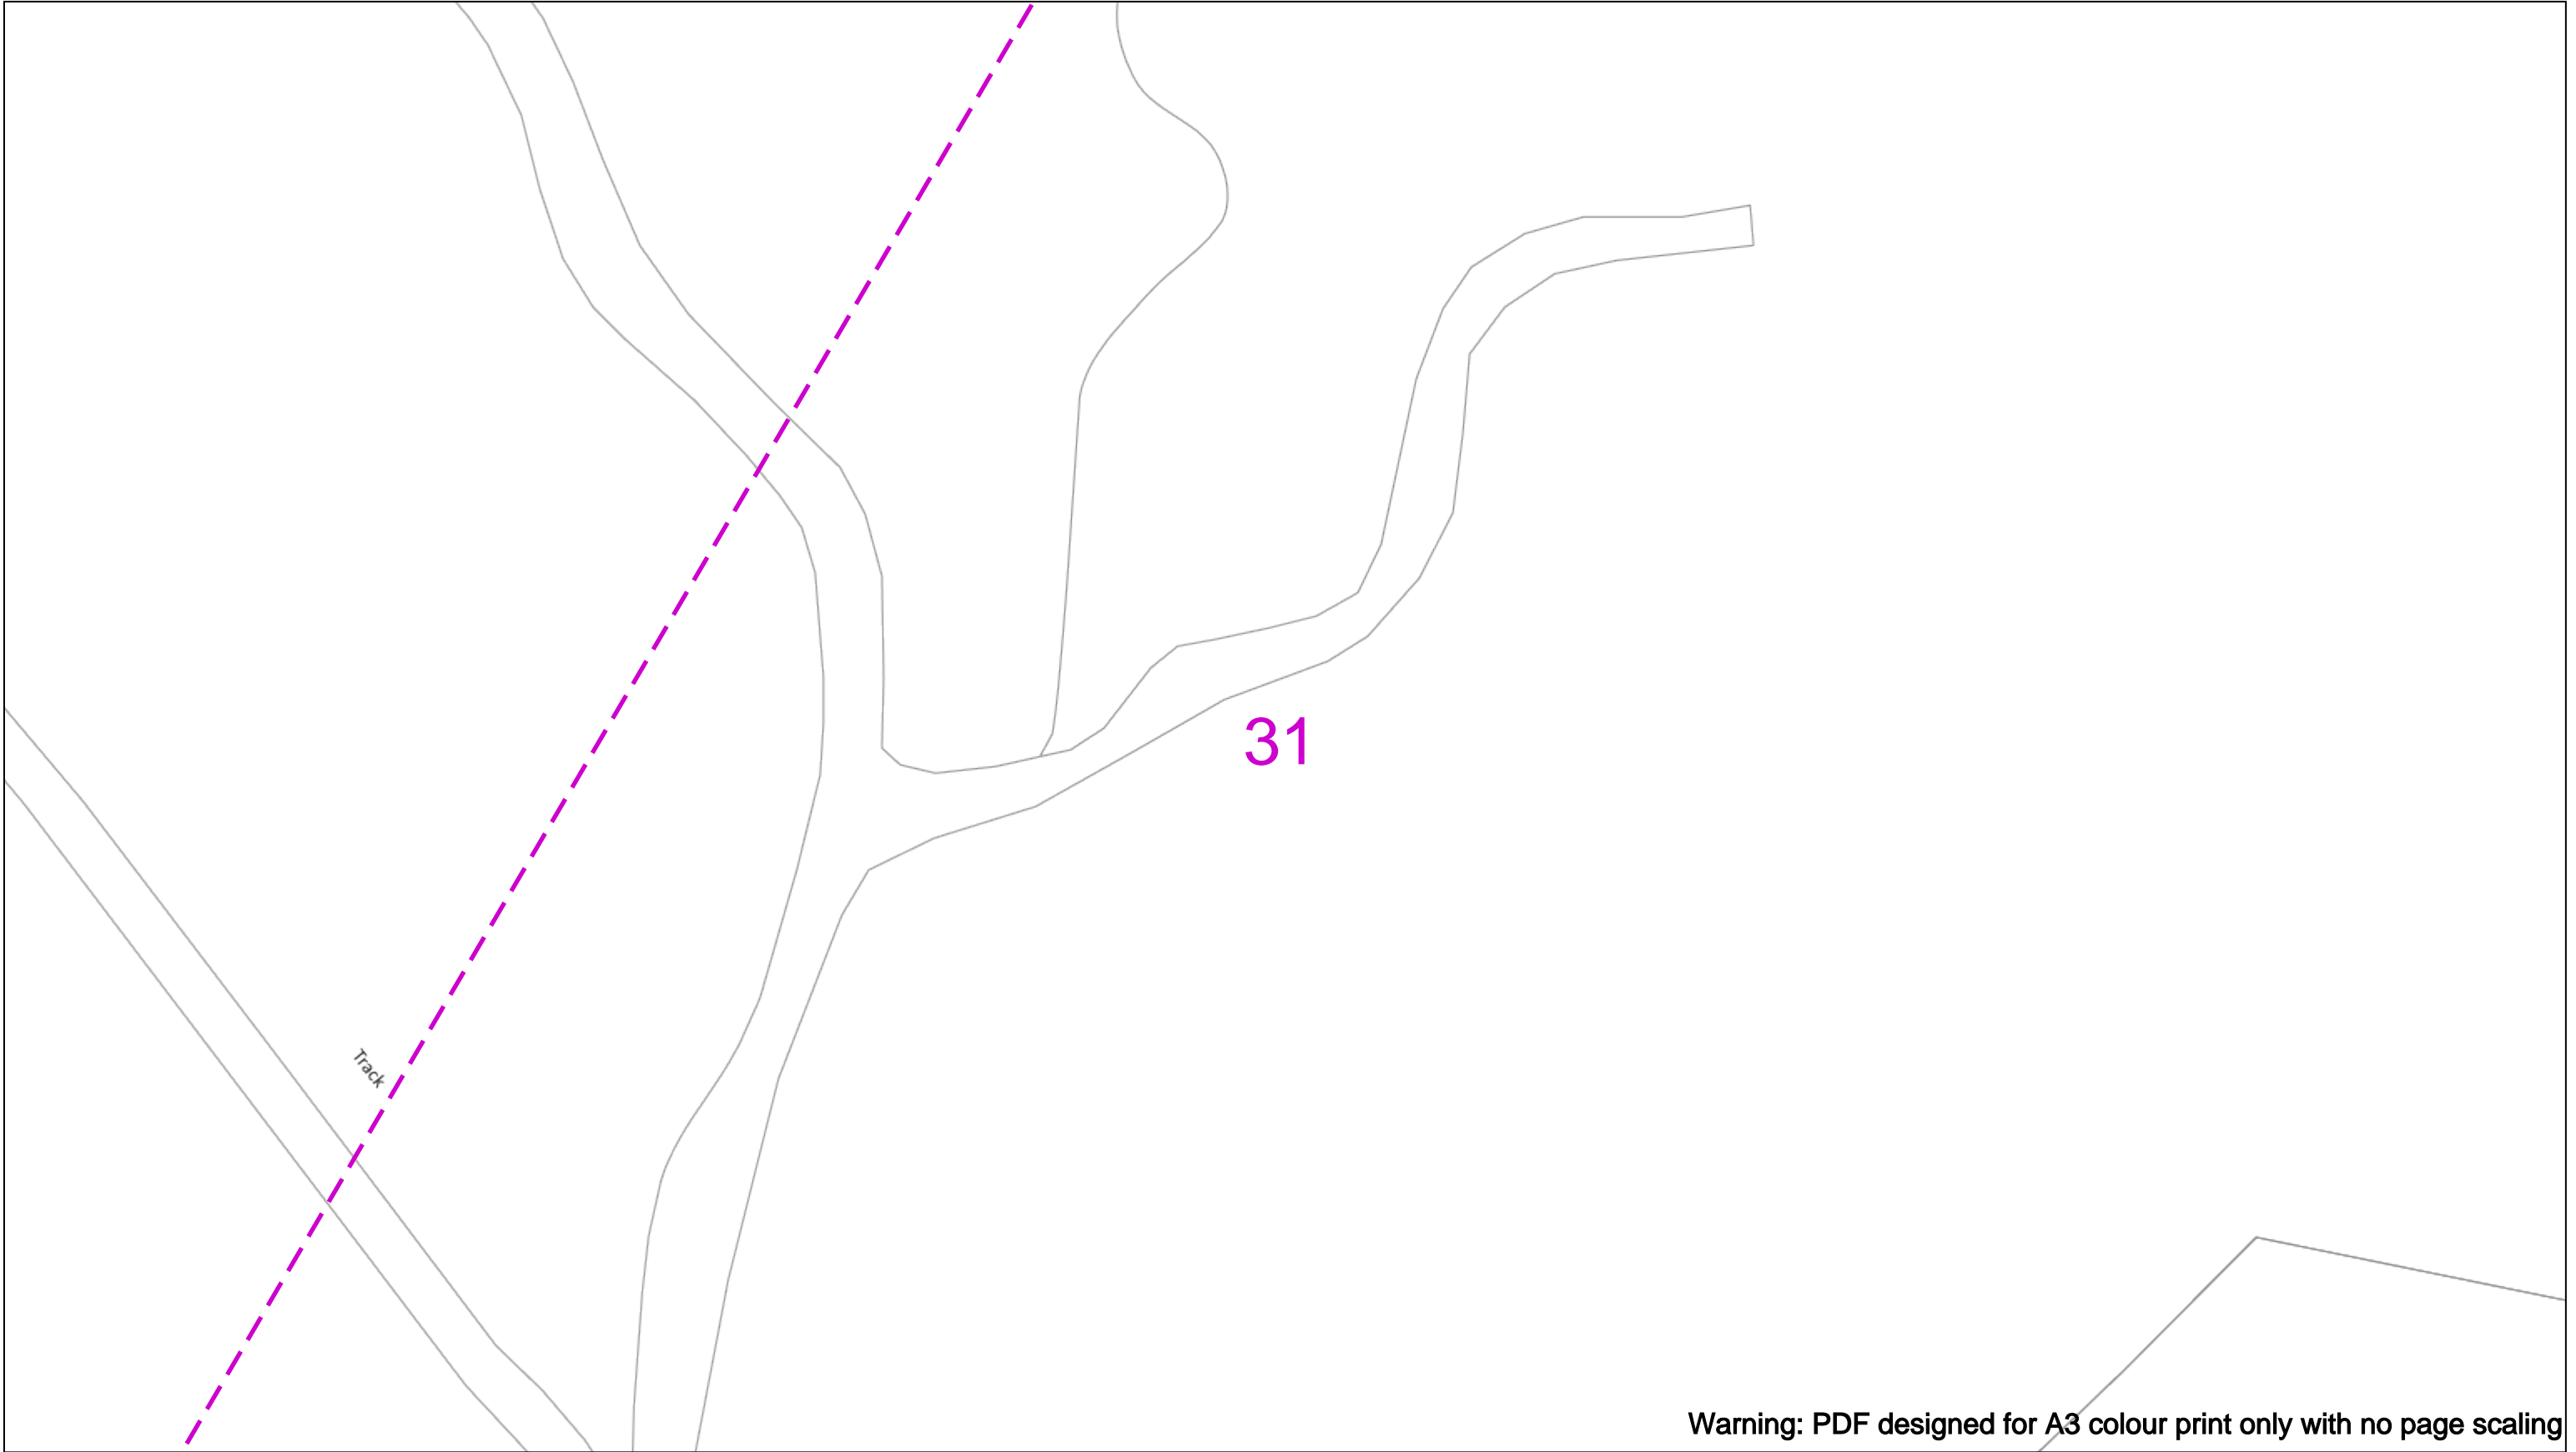 31
Track
Warning: PDF designed for A3 colour print only with no page scaling